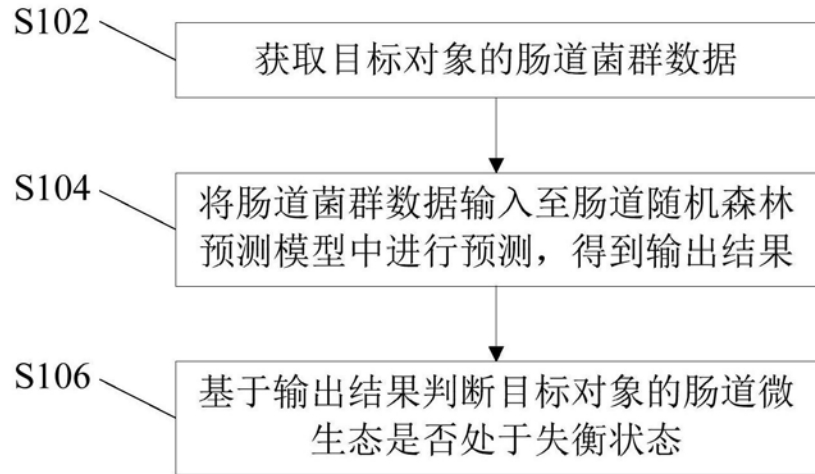 S102
获取目标对象的肠道菌群数据
S104
将肠道菌群数据输入至肠道随机森林
预测模型中进行预测，得到输出结果
S106
基于输出结果判断目标对象的肠道微
生态是否处于失衡状态